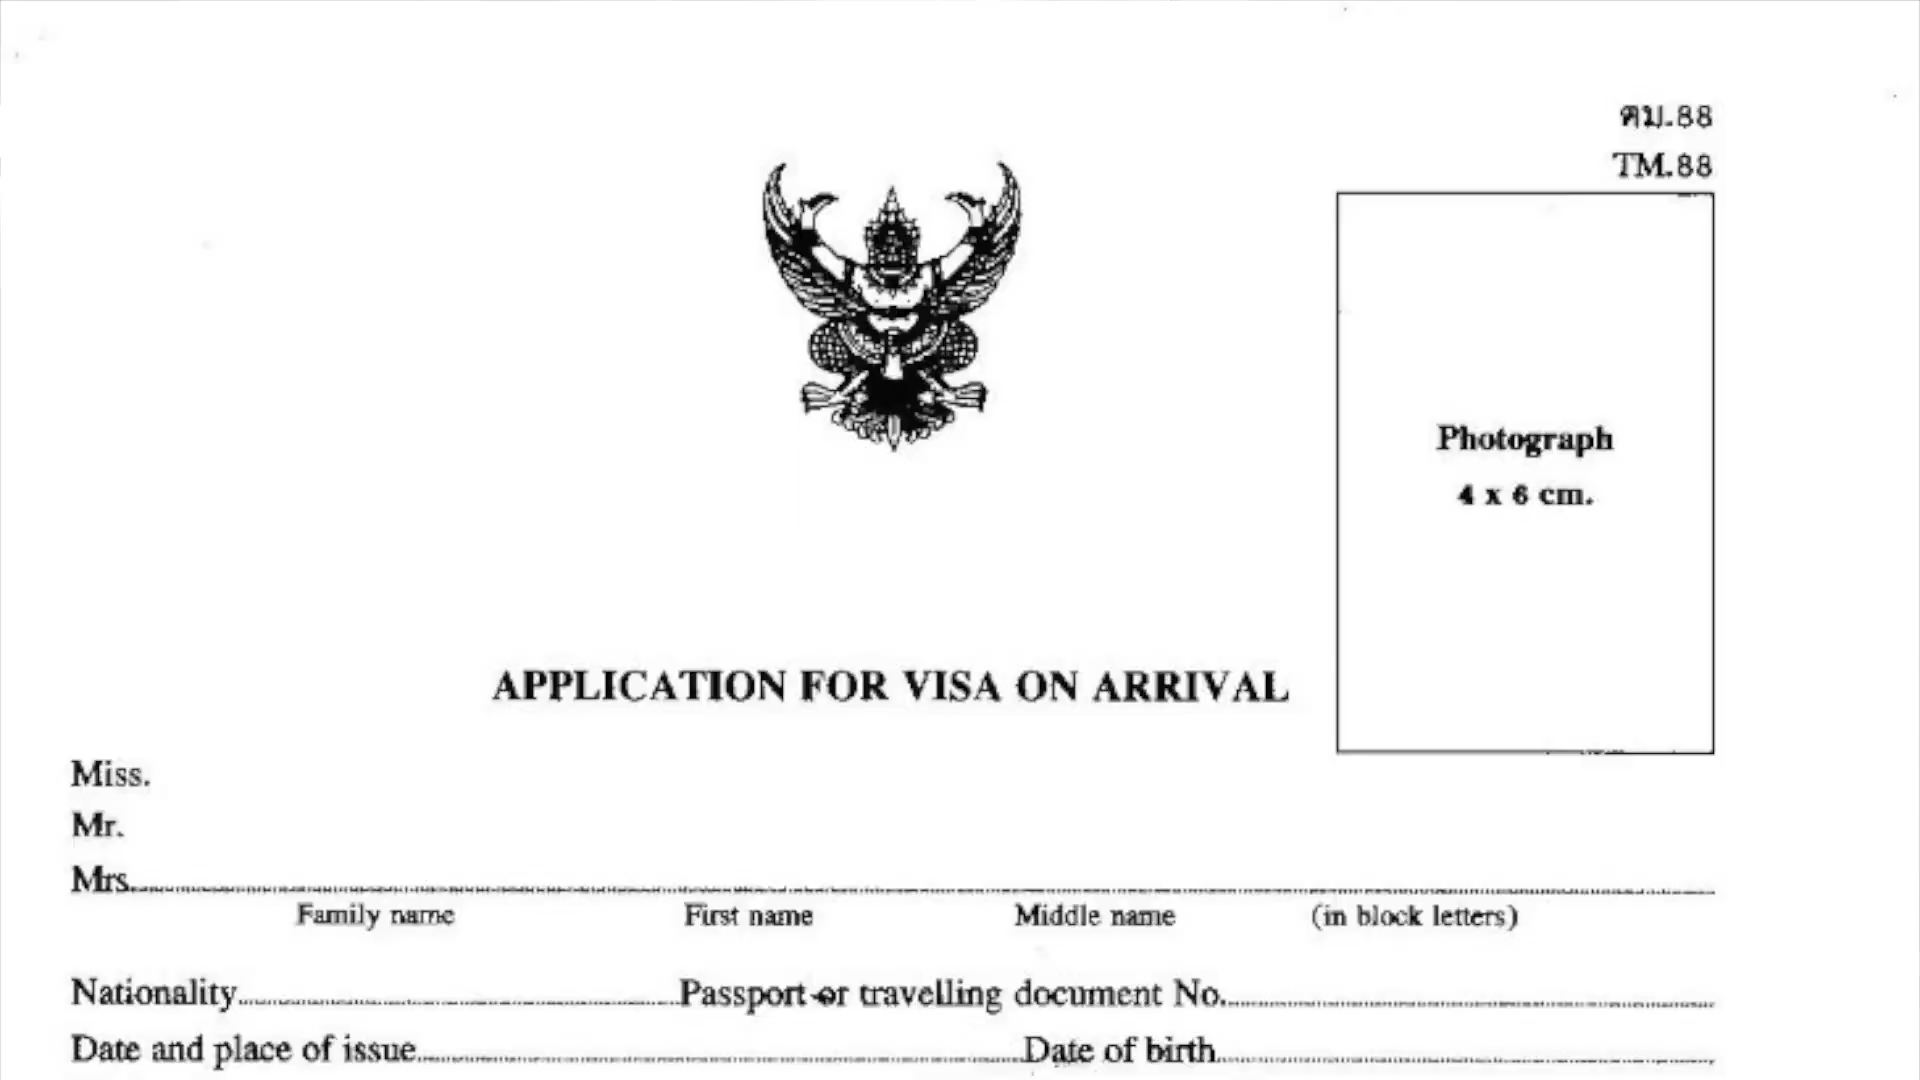 ตม.88
TM.88
Photograph
4 x 6 cm.
APPLICATION FOR VISA ON ARRIVAL
Miss.
Mr.
Mrs.
Family name First name Middle name (in block letters)
Nationality Passport or travelling document No.
Date and place of issue Date of birth